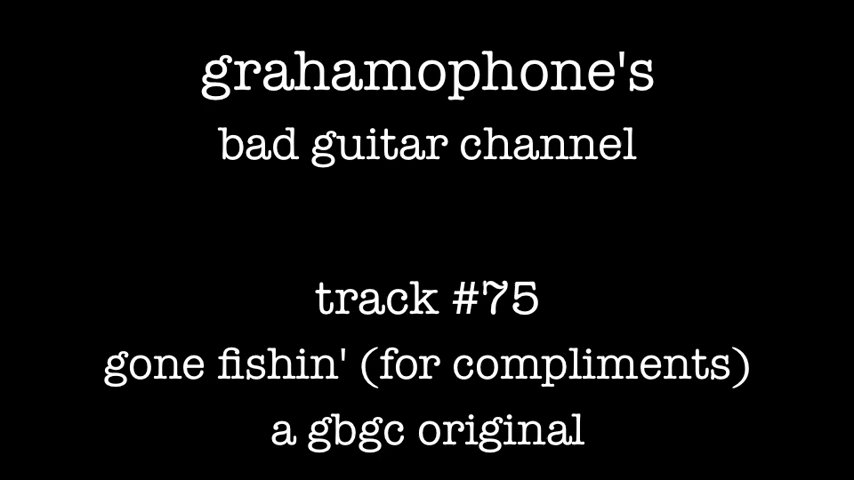 grahamophone's
bad guitar channel
track #75
gone fishin' (for compliments)
a gbgc original